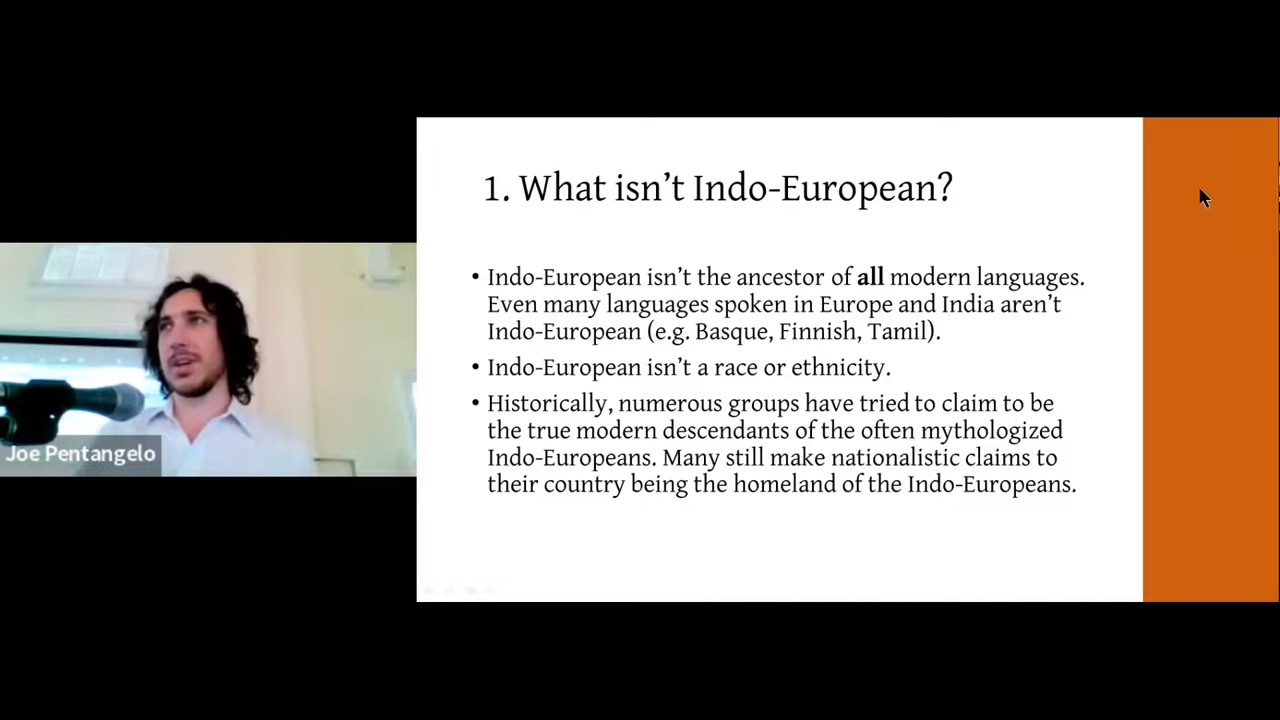 1. What isn't Indo-European?
• Indo-European isn't the ancestor of all modern languages.
Even many languages spoken in Europe and India aren't
Indo-European (e.g. Basque, Finnish, Tamil).
• Indo-European isn't a race or ethnicity.
• Historically, numerous groups have tried to claim to be
the true modern descendants of the often mythologized
Indo-Europeans. Many still make nationalistic claims to
their country being the homeland of the Indo-Europeans.
Joe Pentangelo